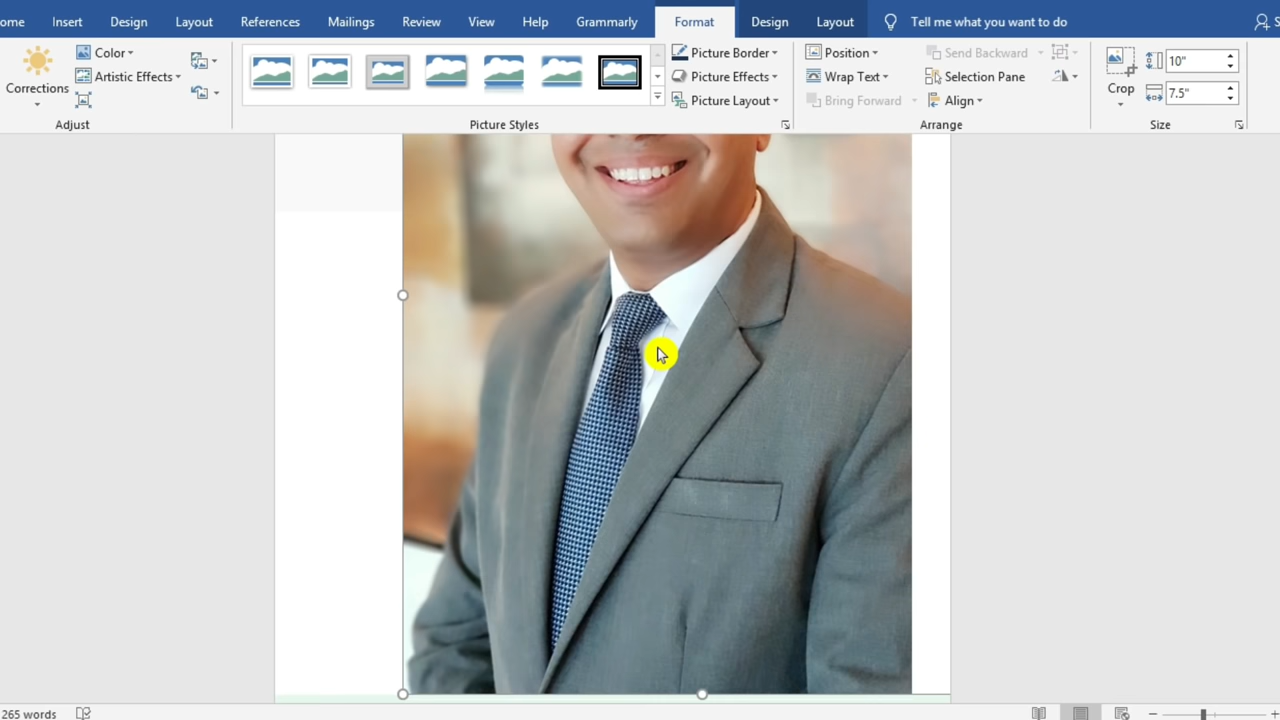 ome Insert Design Layout References Mailings Review View Help Grammarly Format Design Layout Tell me what you want to do S
Corrections
Color
Artistic Effects
Picture Border
Picture Effects
Picture Layout
Position
Wrap Text
Bring Forward
Send Backward
Selection Pane
Align
Crop
10"
7.5"
Adjust Picture Styles Arrange Size
265 words